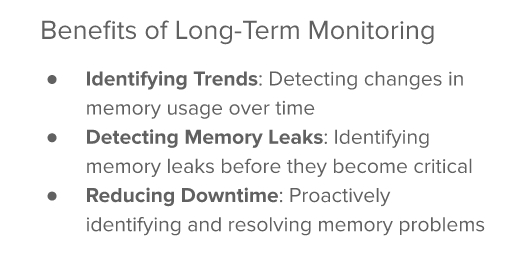 Benefits of Long-Term Monitoring
● Identifying Trends: Detecting changes in
memory usage over time
● Detecting Memory Leaks: Identifying
memory leaks before they become critical
● Reducing Downtime: Proactively
identifying and resolving memory problems